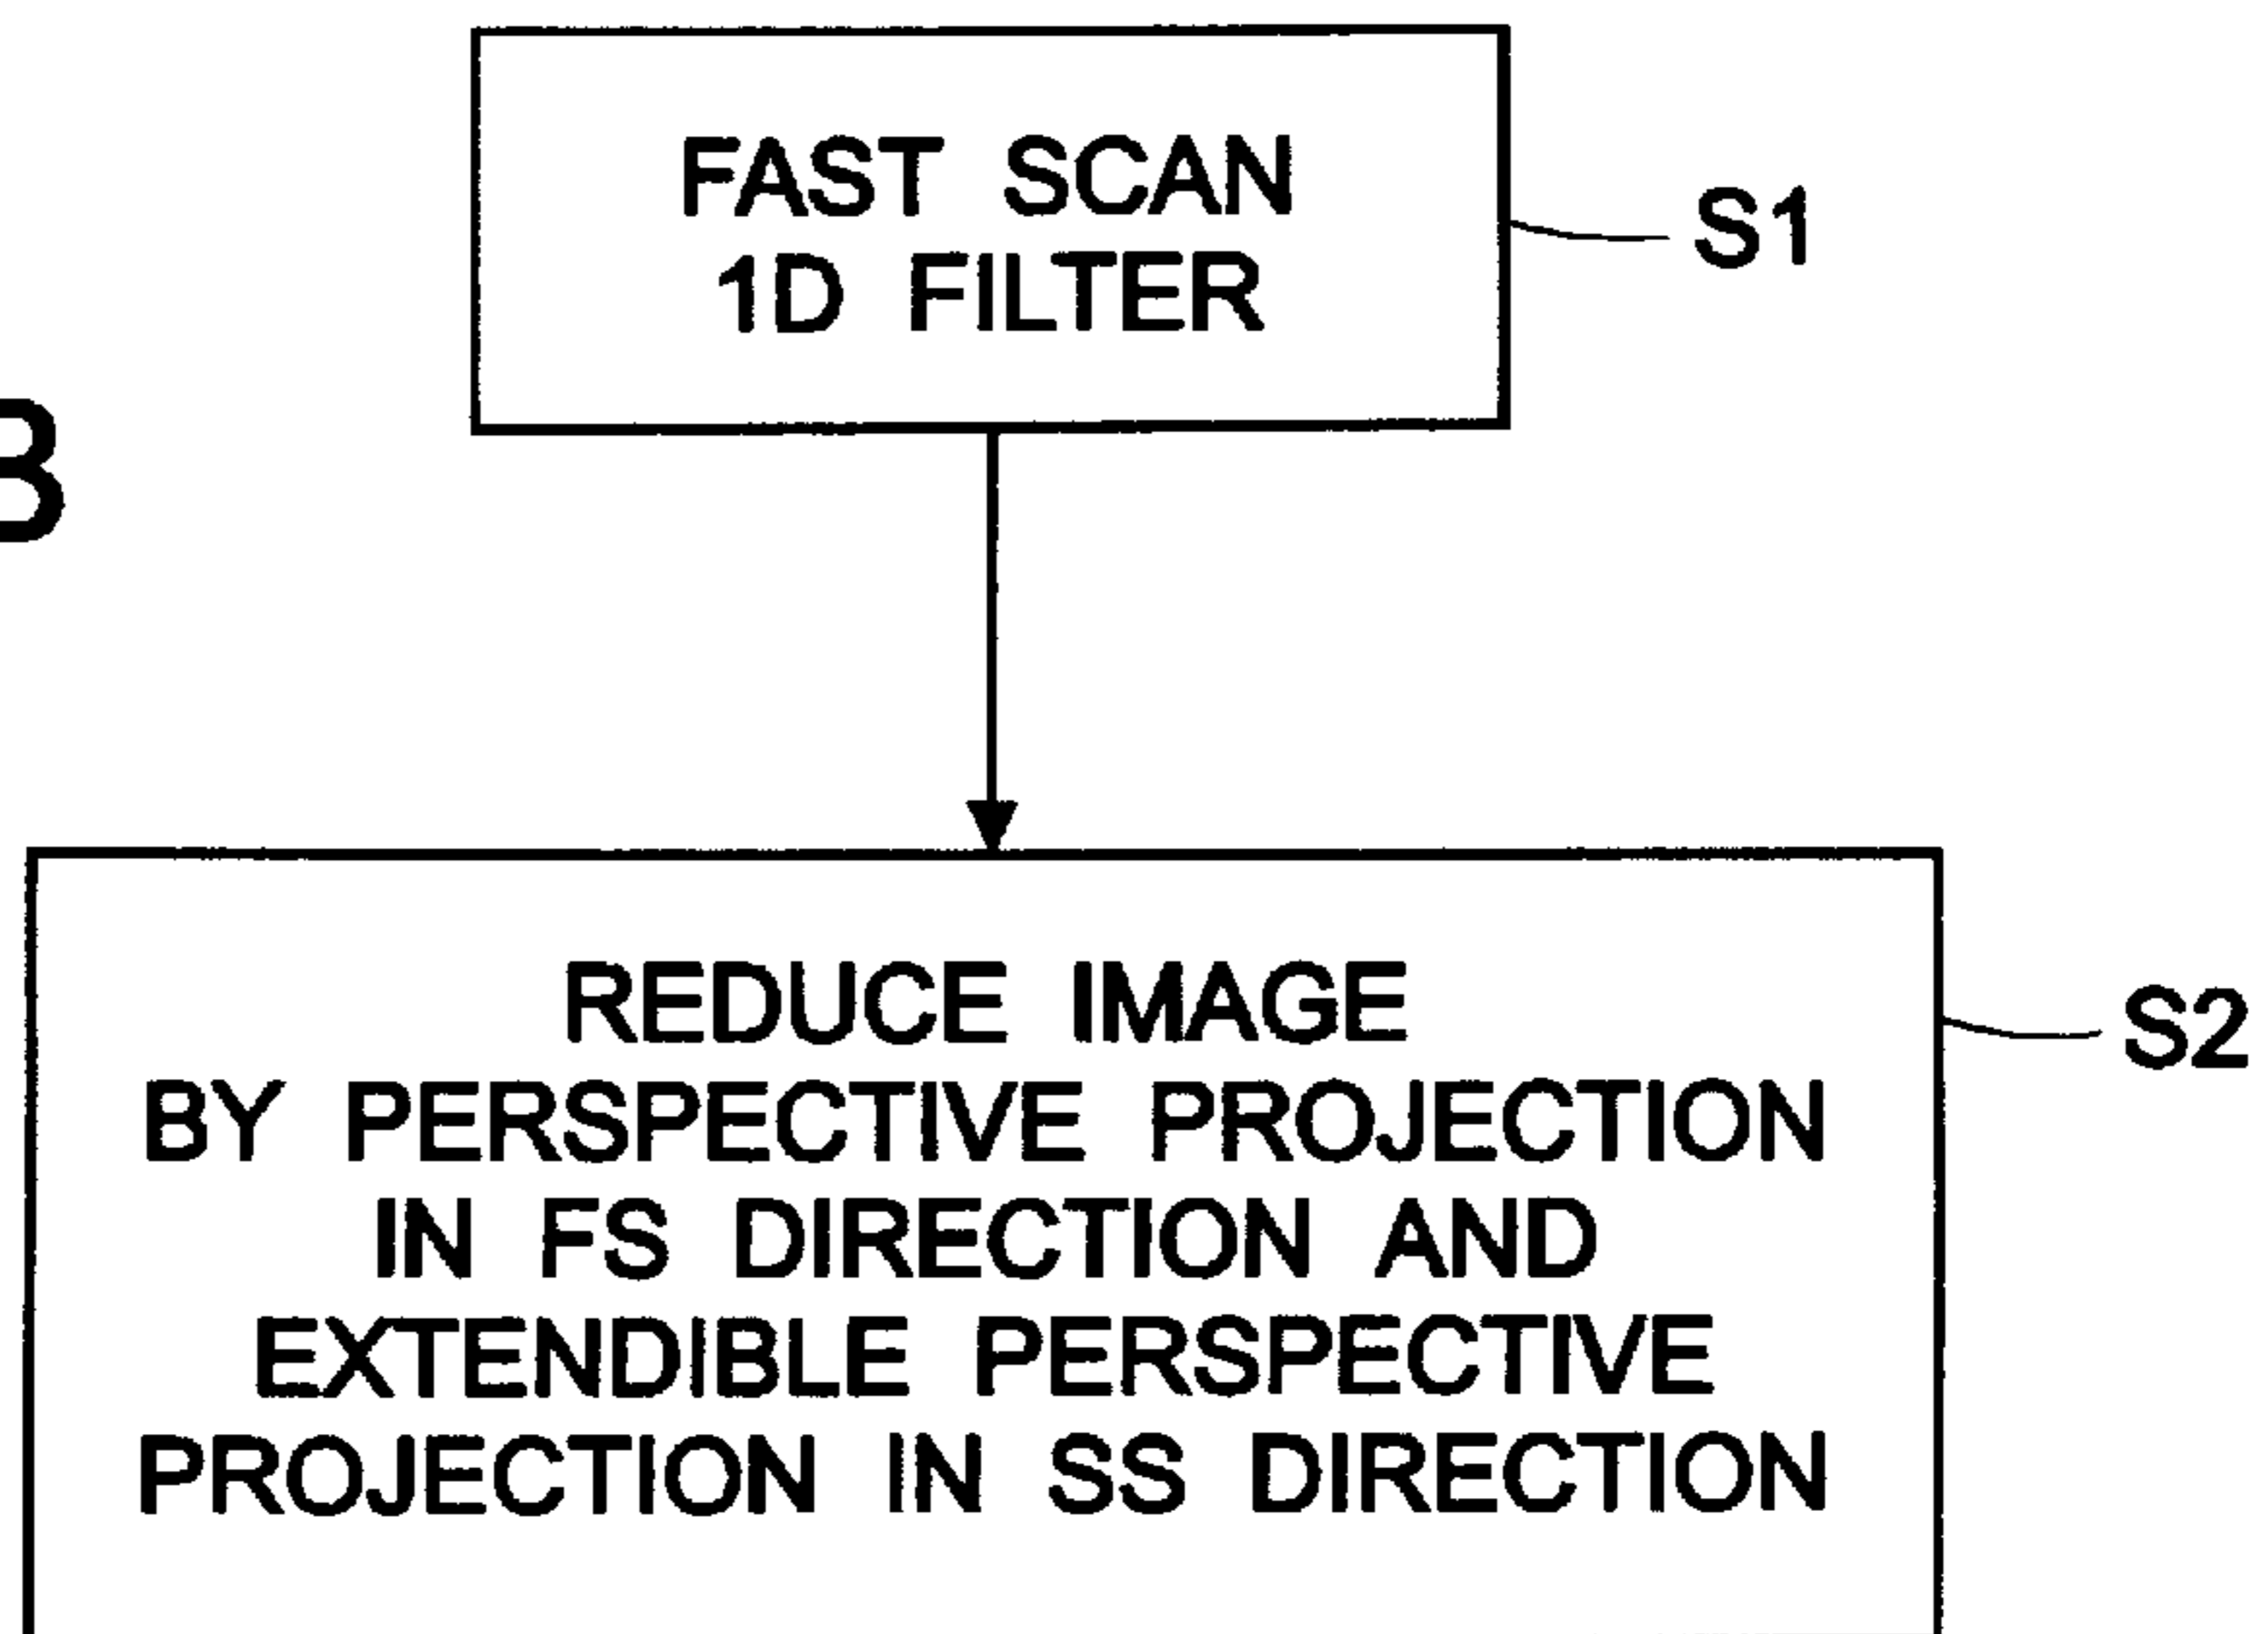 FAST SCAN
1D FILTER
S1
B
REDUCE IMAGE
BY PERSPECTIVE PROJECTION
IN FS DIRECTION AND
EXTENDIBLE PERSPECTIVE
PROJECTION IN SS DIRECTION
S2